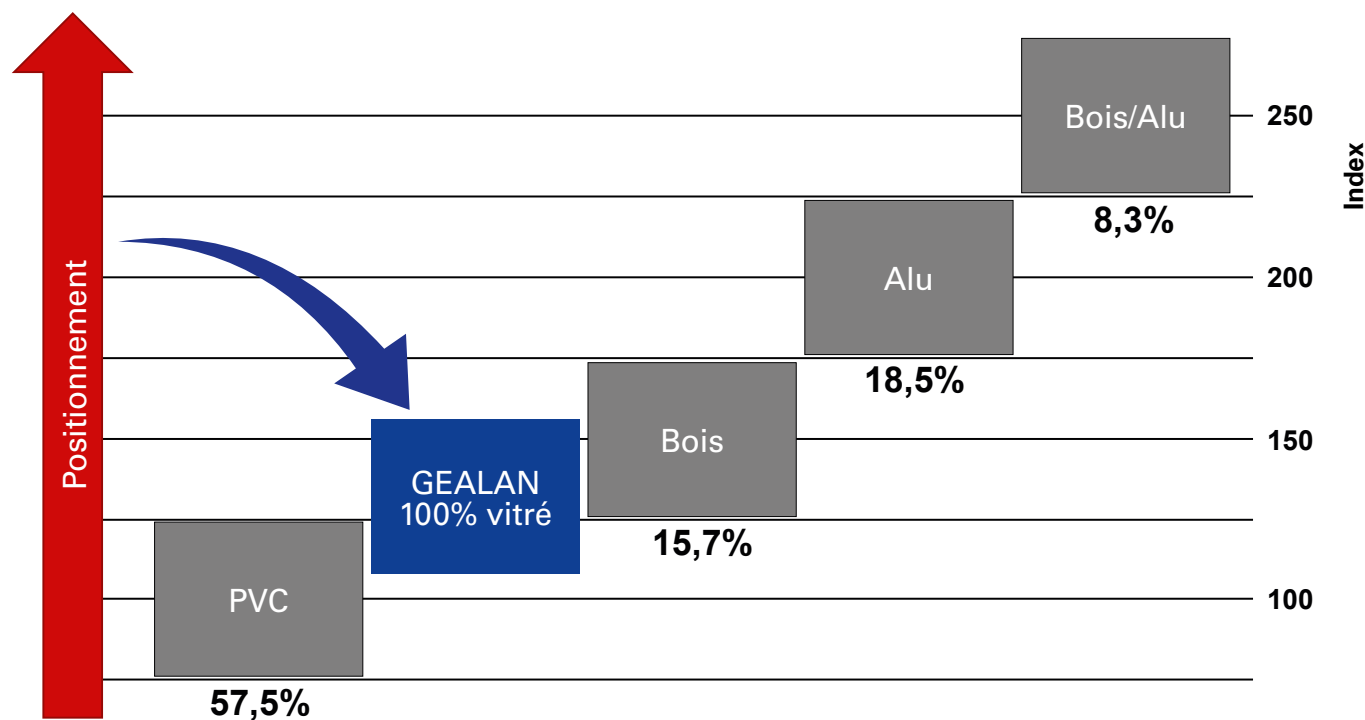 Positionnement
Bois/Alu
8,3%
Alu
18,5%
Bois
15,7%
GEALAN
100% vitré
PVC
57,5%
250
200
150
100
Index